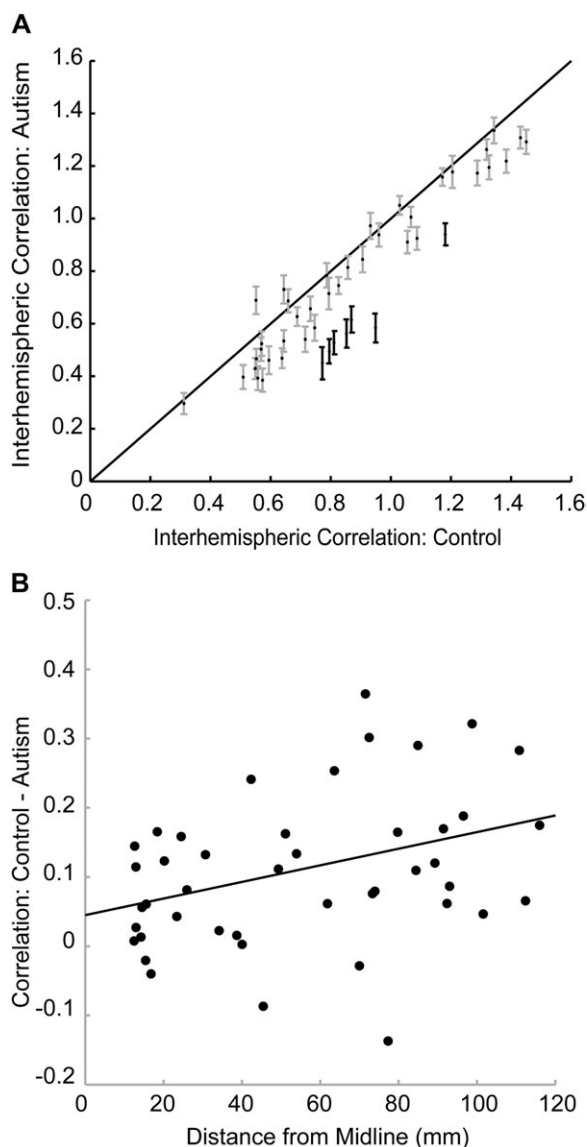 A
1.6
1.4
1.2
1.0
0.8
0.6
0.4
0.2
0
Interhemispheric Correlation: Autism
0 0.2 0.4 0.6 0.8 1.0 1.2 1.4 1.6
Interhemispheric Correlation: Control
B
0.5
0.4
0.3
0.2
0.1
0
-0.1
-0.2
Correlation: Control - Autism
0 20 40 60 80 100 120
Distance from Midline (mm)